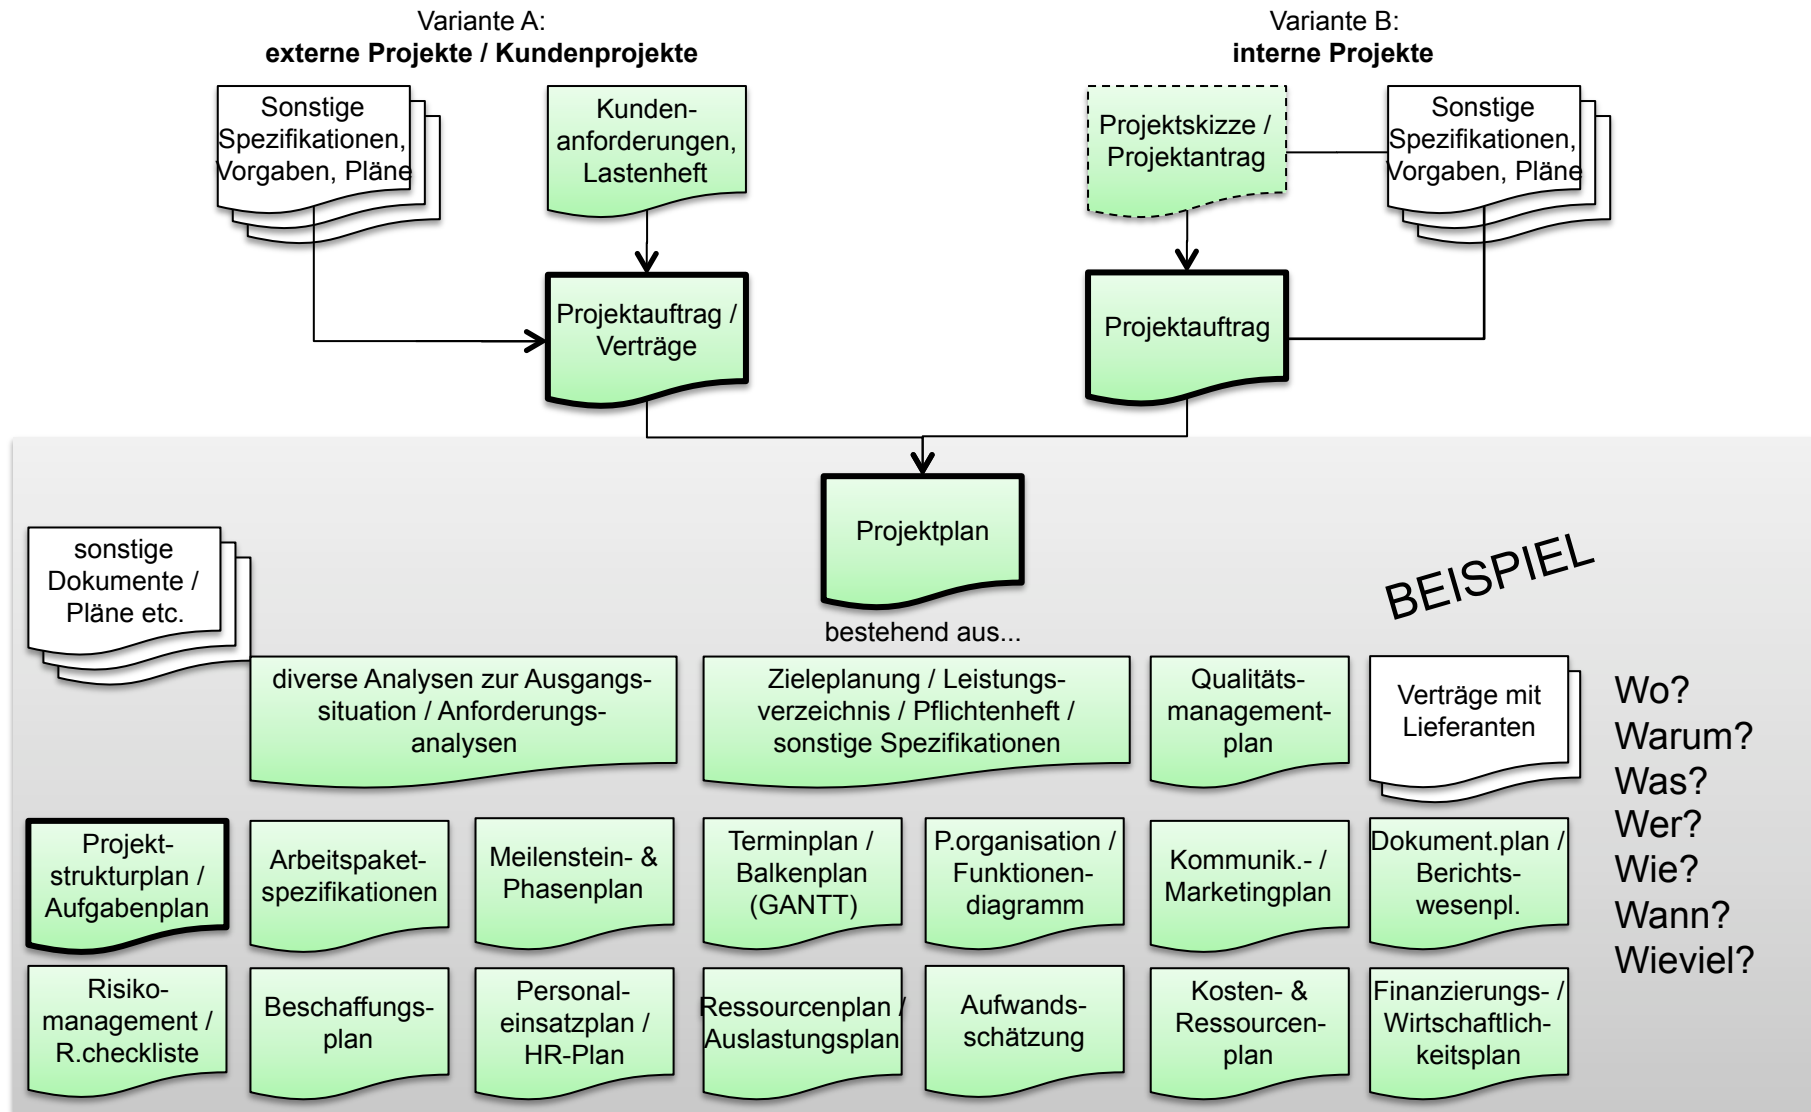 Variante A:
externe Projekte / Kundenprojekte
Variante B:
interne Projekte
Sonstige
Spezifikationen,
Vorgaben, Pläne
Kunden-
anforderungen,
Lastenheft
Projektskizze /
Projektantrag
Sonstige
Spezifikationen,
Vorgaben, Pläne
Projektauftrag /
Verträge
Projektauftrag
Projektplan
bestehend aus...
BEISPIEL
sonstige
Dokumente /
Pläne etc.
diverse Analysen zur Ausgangs-
situation / Anforderungs-
analysen
Zieleplanung / Leistungs-
verzeichnis / Pflichtenheft /
sonstige Spezifikationen
Qualitäts-
management-
plan
Verträge mit
Lieferanten
Wo?
Warum?
Was?
Wer?
Wie?
Wann?
Wieviel?
Projekt-
strukturplan /
Aufgabenplan
Arbeitspaket-
spezifikationen
Meilenstein- &
Phasenplan
Terminplan /
Balkenplan
(GANTT)
P.organisation /
Funktionen-
diagramm
Kommunik.- /
Marketingplan
Dokument.plan /
Berichts-
wesenpl.
Risiko-
management /
R.checkliste
Beschaffungs-
plan
Personal-
einsatzplan /
HR-Plan
Ressourcenplan /
Auslastungsplan
Aufwands-
schätzung
Kosten- &
Ressourcen-
plan
Finanzierungs- /
Wirtschaftlich-
keitsplan